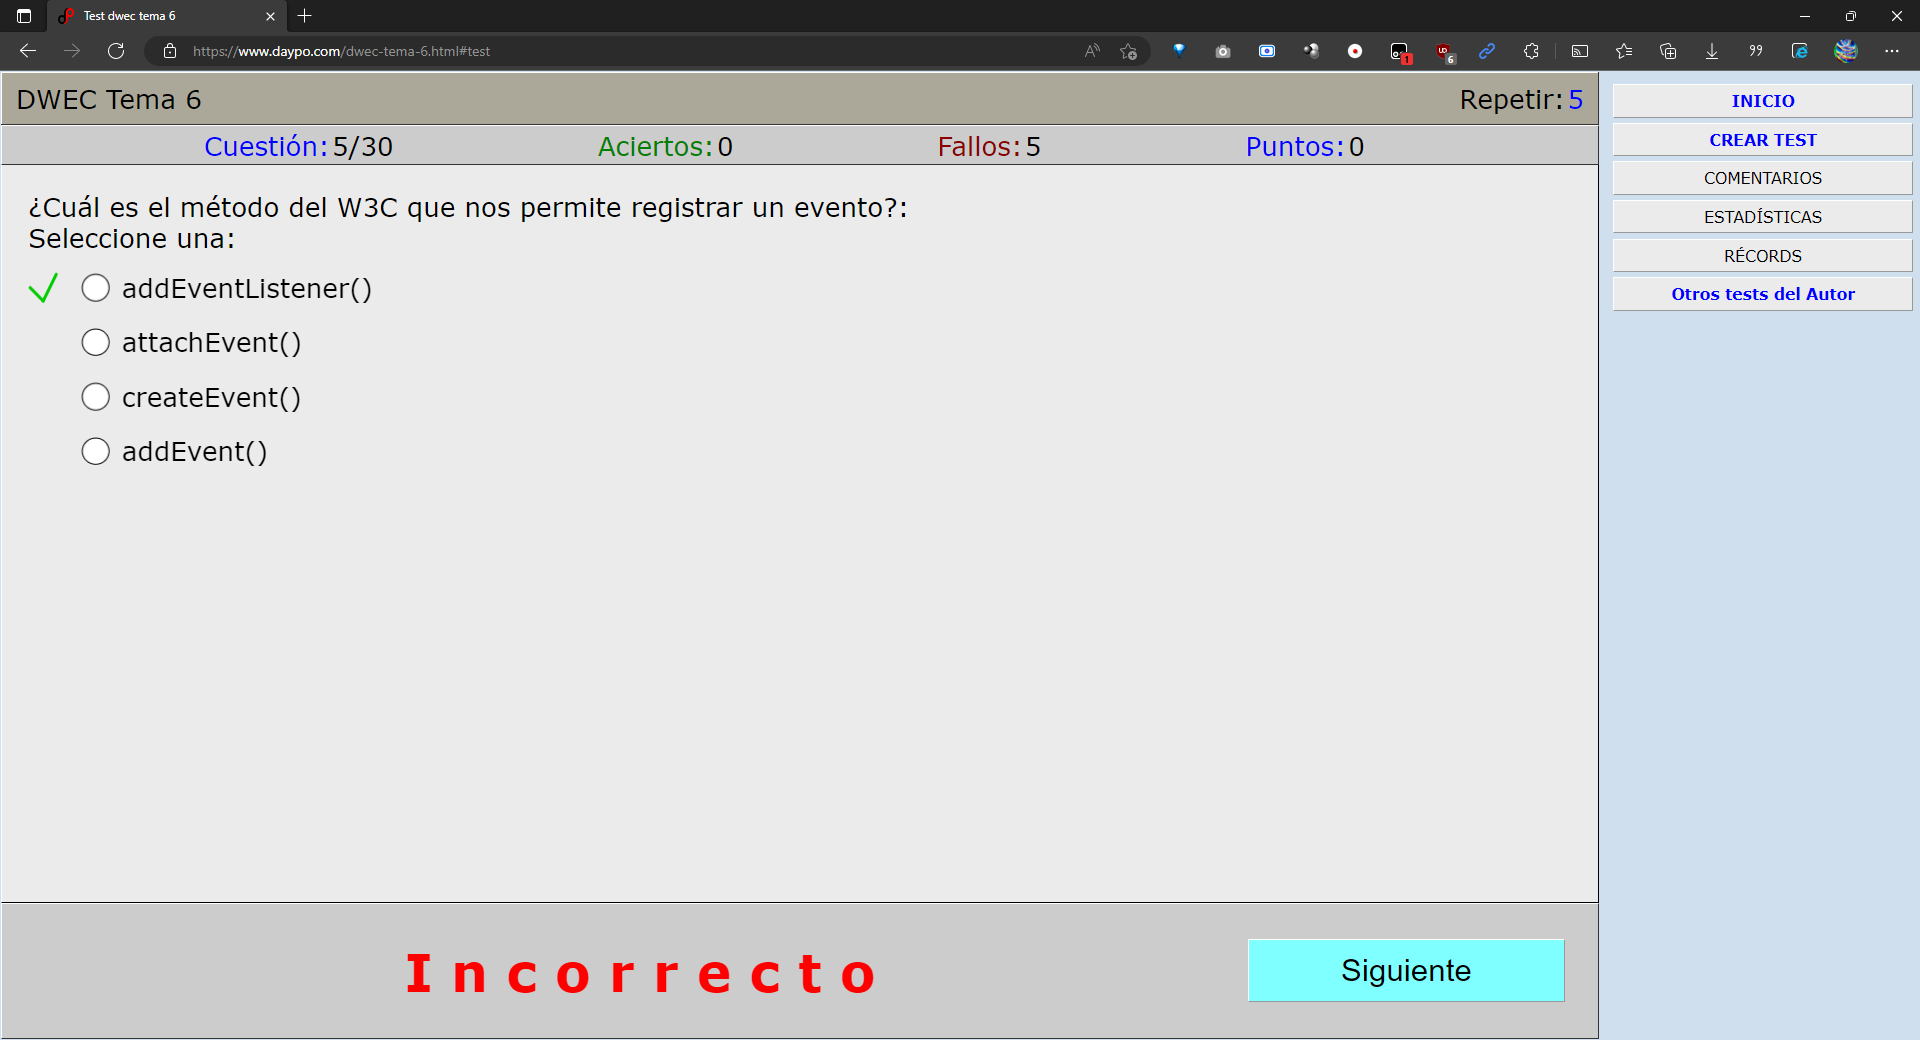 Test dwec tema 6
https://www.daypo.com/dwec-tema-6.html#test
1
6
DWEC Tema 6
Repetir: 5
Cuestión: 5/30
Aciertos: 0
Fallos: 5
Puntos: 0
¿Cuál es el método del W3C que nos permite registrar un evento?:
Seleccione una:
addEventListener()
attachEvent()
createEvent()
addEvent()
Incorrecto
Siguiente
INICIO
CREAR TEST
COMENTARIOS
ESTADÍSTICAS
RÉCORDS
Otros tests del Autor